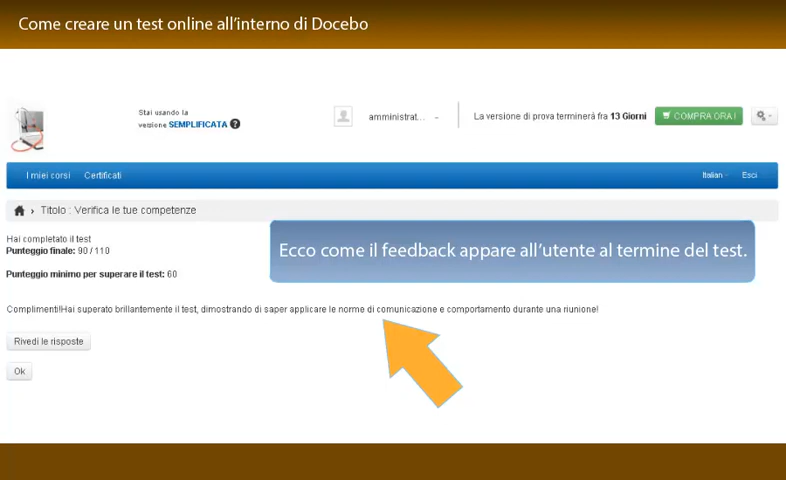 Come creare un test online all'interno di Docebo
Stai usando la
versione SEMPLIFICATA ?
amministrat...
La versione di prova terminerá fra 13 Giorni
COMPRA ORA!
I miei corsi
Certificati
Italian
Esci
› Titolo : Verifica le tue competenze
Hai completato il test
Punteggio finale: 90 / 110
Ecco come il feedback appare all'utente al termine del test.
Punteggio minimo per superare il test: 60
Complimenti!Hai superato brillantemente il test, dimostrando di saper applicare le norme di comunicazione e comportamento durante una riunione!
Rivedi le risposte
Ok